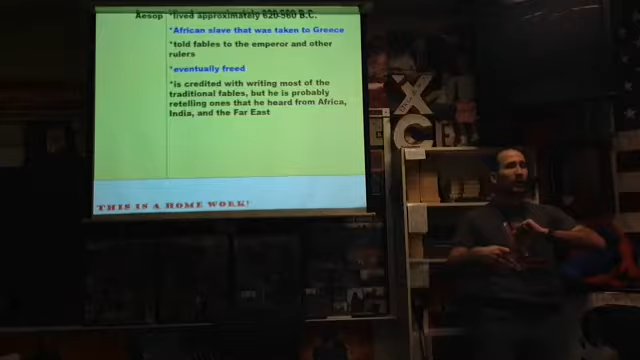 Aesop *lived approximately 620-560 B.C.
*African slave that was taken to Greece
*told fables to the emperor and other
rulers
*eventually freed
*is credited with writing most of the
traditional fables, but he is probably
retelling ones that he heard from Africa,
India, and the Far East
THIS IS A HOME WORK!
X
C